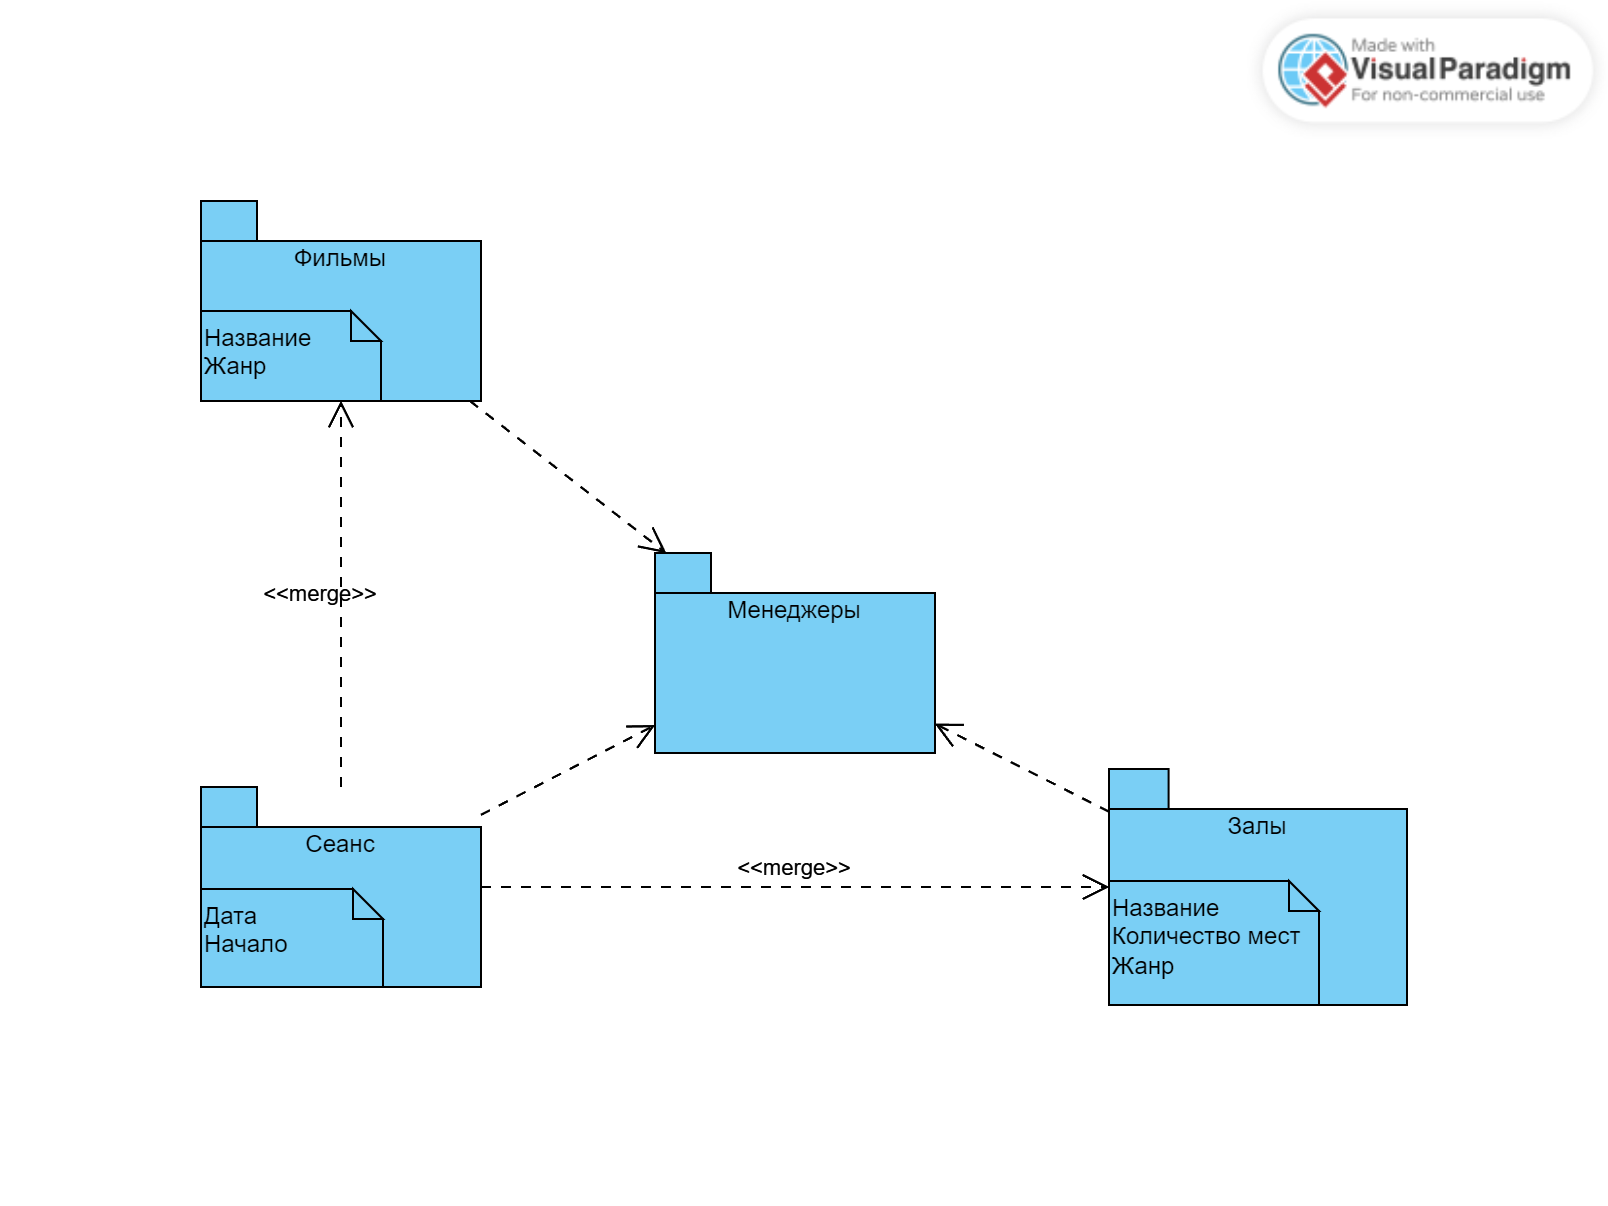 Made with
Visual Paradigm
For non-commercial use
Фильмы
Название
Жанр
<<merge>>
Менеджеры
Сеанс
Дата
Начало
<<merge>>
Залы
Название
Количество мест
Жанр